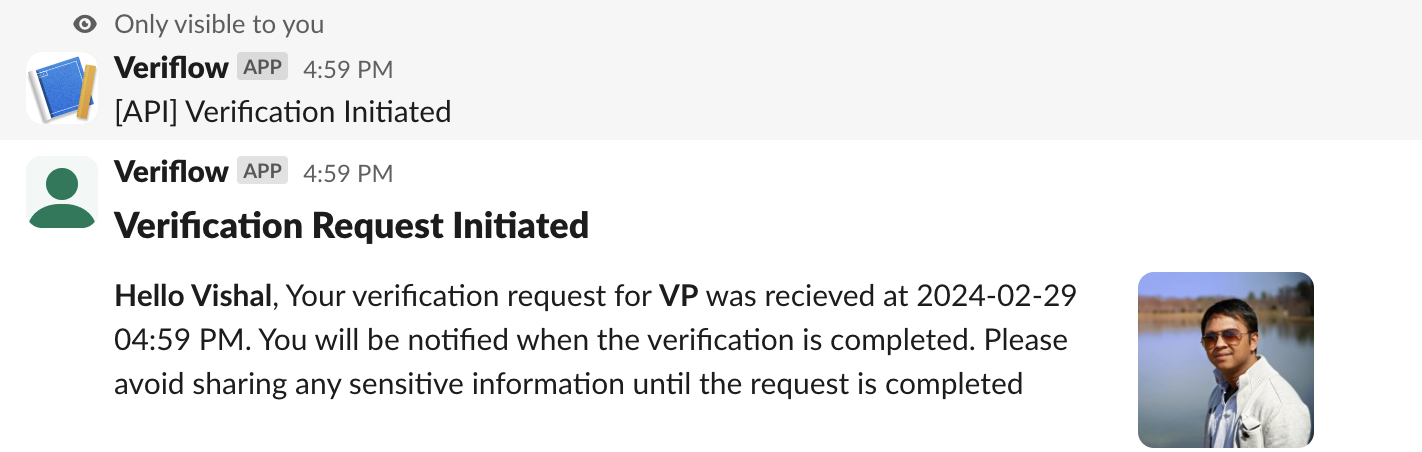 Only visible to you
Veriflow APP 4:59 PM
[API] Verification Initiated
Veriflow APP 4:59 PM
Verification Request Initiated
Hello Vishal, Your verification request for VP was recieved at 2024-02-29
04:59 PM. You will be notified when the verification is completed. Please
avoid sharing any sensitive information until the request is completed